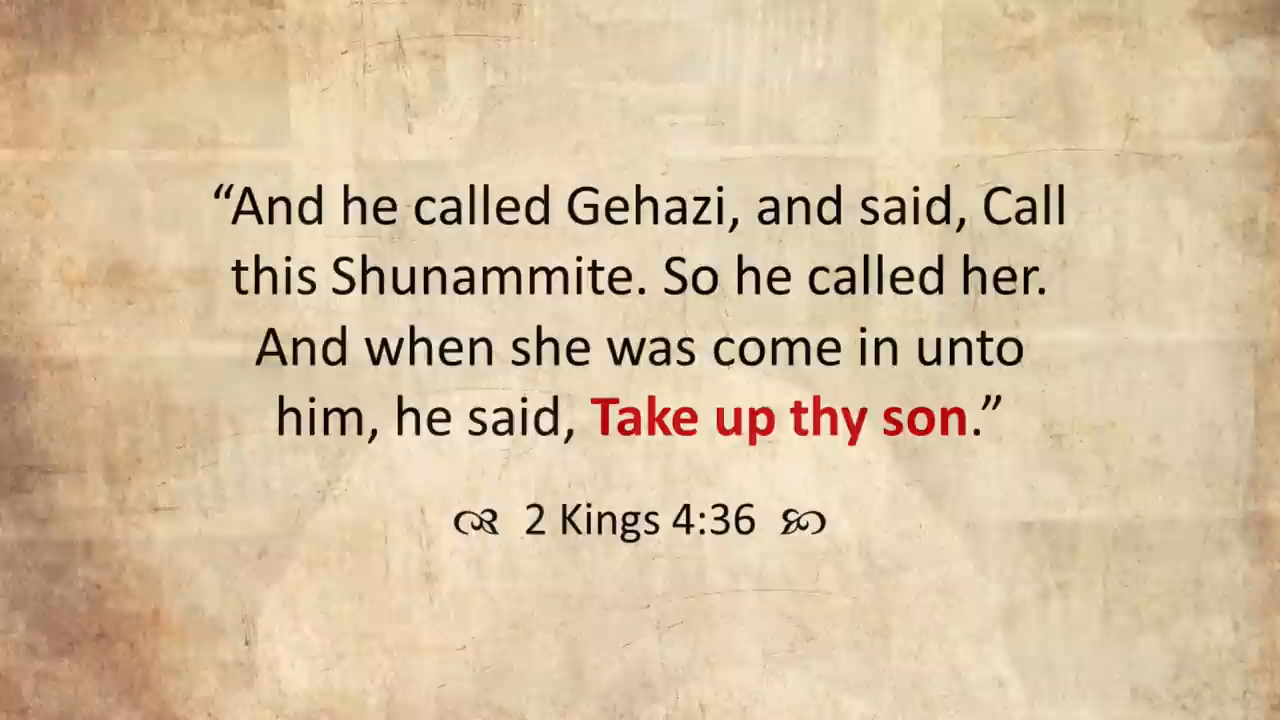 “And he called Gehazi, and said, Call
this Shunammite. So he called her.
And when she was come in unto
him, he said, Take up thy son.”
2 Kings 4:36